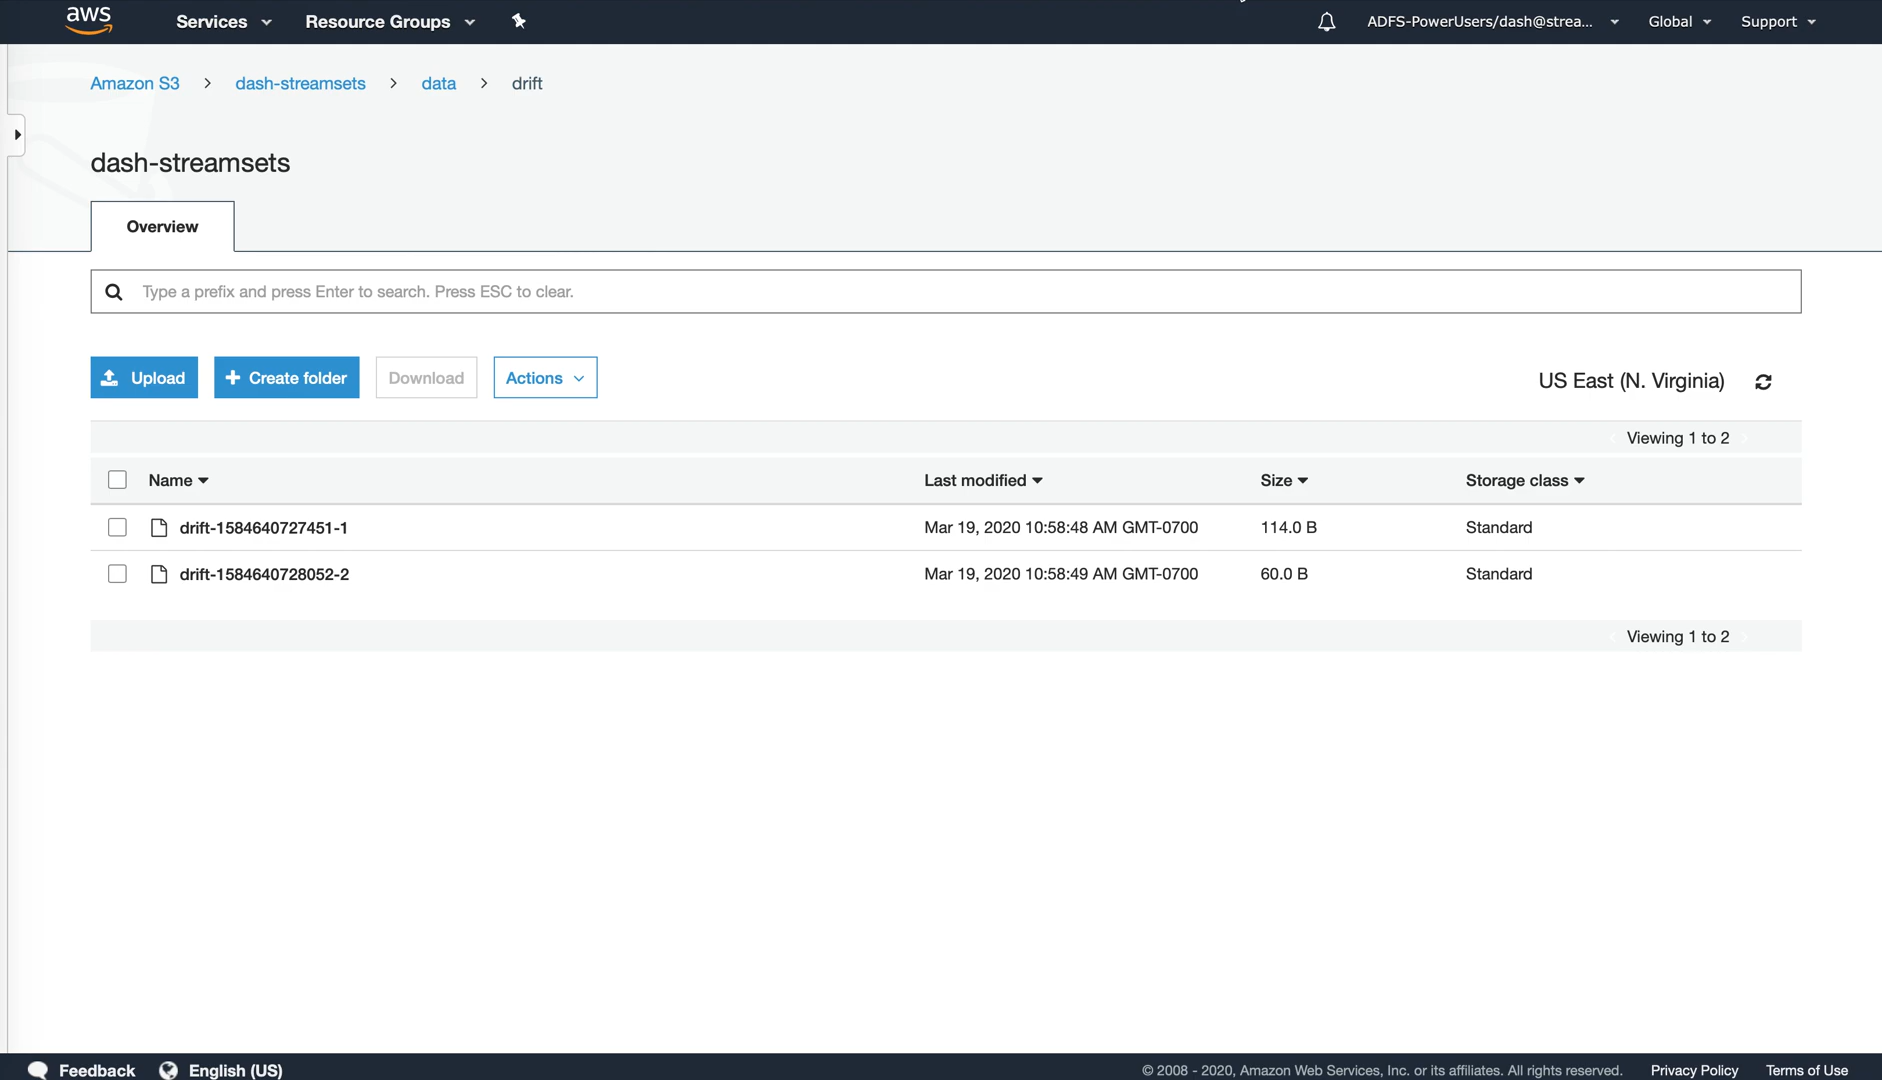 aws Services Resource Groups ADFS-PowerUsers/dash@strea... Global Support
Amazon S3 > dash-streamsets > data > drift
dash-streamsets
Overview
Type a prefix and press Enter to search. Press ESC to clear.
Upload + Create folder Download Actions US East (N. Virginia)
Viewing 1 to 2
Name Last modified Size Storage class
drift-1584640727451-1 Mar 19, 2020 10:58:48 AM GMT-0700 114.0 B Standard
drift-1584640728052-2 Mar 19, 2020 10:58:49 AM GMT-0700 60.0 B Standard
Viewing 1 to 2
Feedback English (US) © 2008 - 2020, Amazon Web Services, Inc. or its affiliates. All rights reserved. Privacy Policy Terms of Use